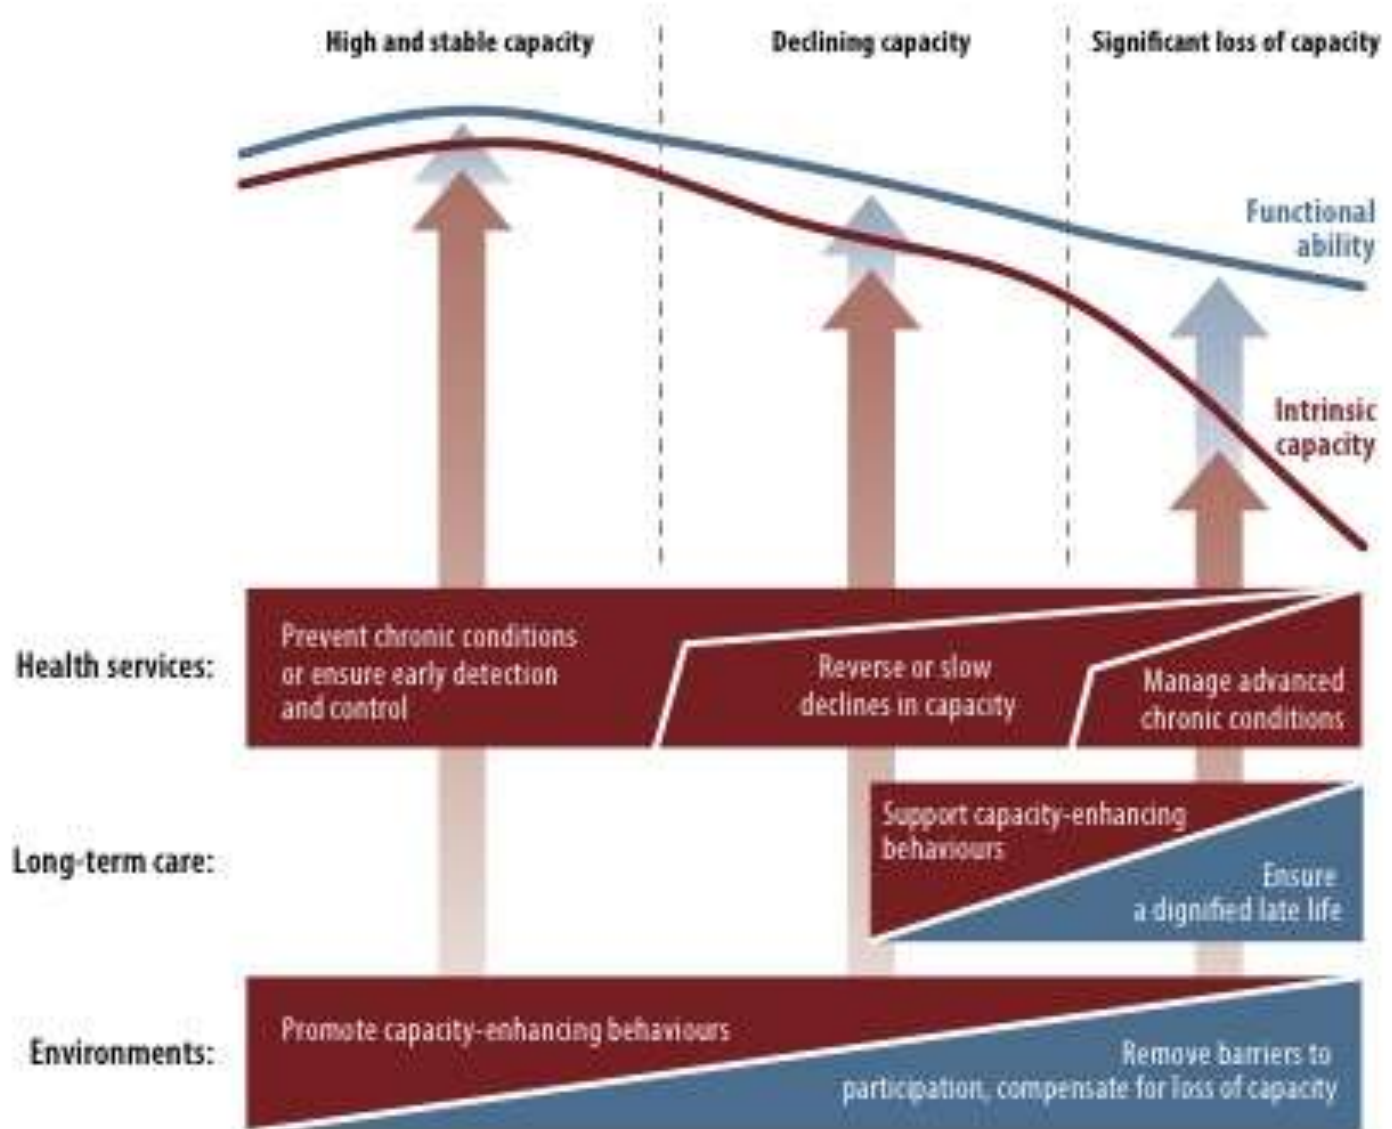 High and stable capacity
Declining capacity
Significant loss of capacity
Functional
ability
Intrinsic
capacity
Health services:
Prevent chronic conditions
or ensure early detection
and control
Reverse or slow
declines in capacity
Manage advanced
chronic conditions
Long-term care:
Support capacity-enhancing
behaviours
Ensure
a dignified late life
Environments:
Promote capacity-enhancing behaviours
Remove barriers to
participation, compensate for loss of capacity